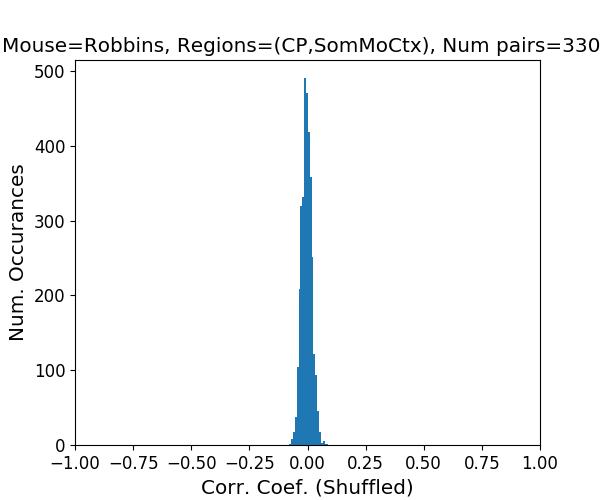 Mouse=Robbins, Regions=(CP,SomMoCtx), Num pairs=330
500
400
300
200
100
0
Num. Occurances
−1.00 −0.75 −0.50 −0.25 0.00 0.25 0.50 0.75 1.00
Corr. Coef. (Shuffled)